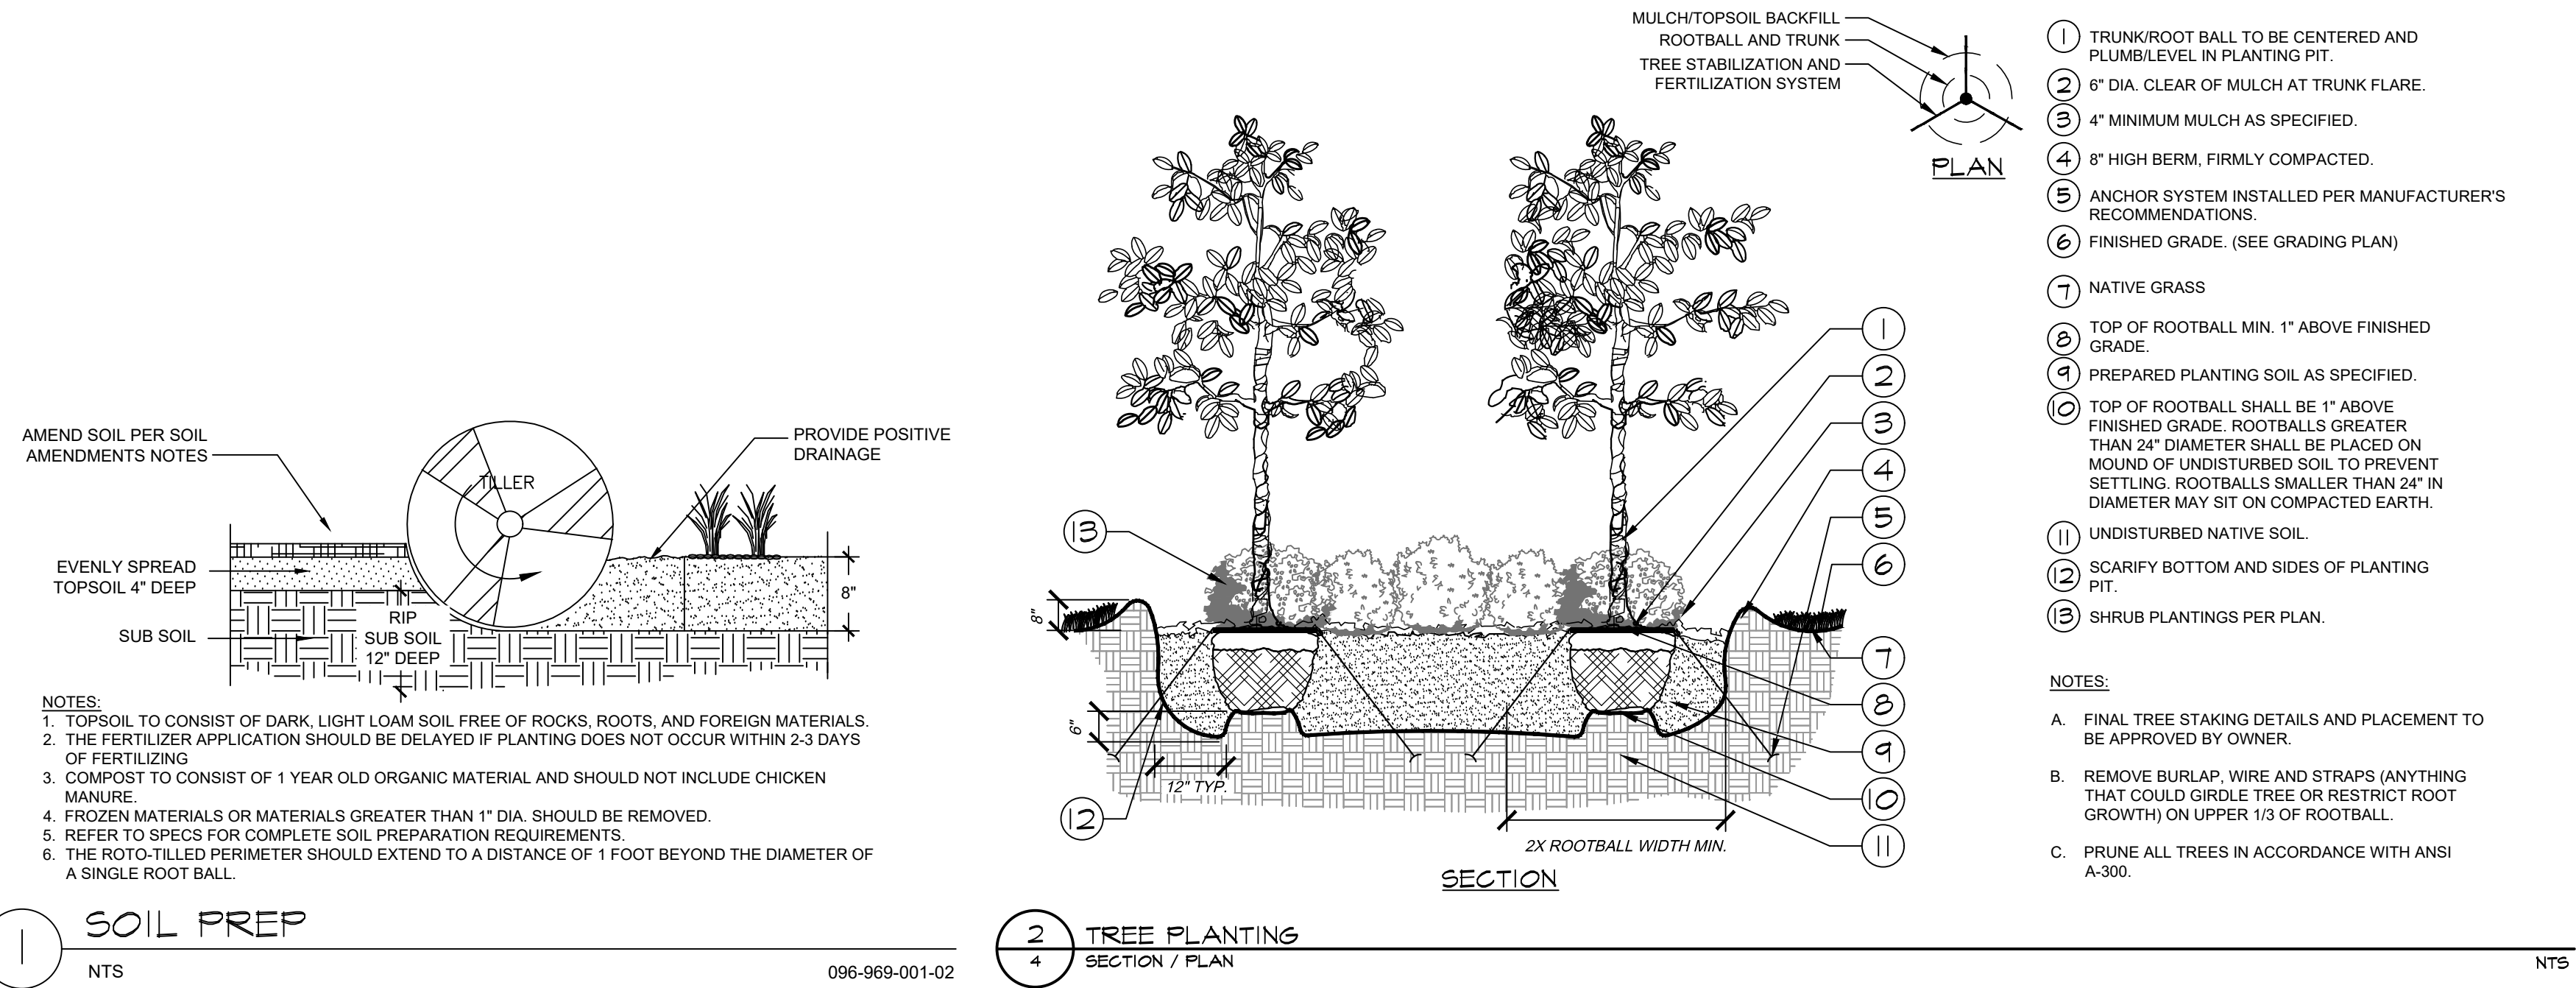 AMEND SOIL PER SOIL
AMENDMENTS NOTES
TILLER
PROVIDE POSITIVE
DRAINAGE
EVENLY SPREAD
TOPSOIL 4" DEEP
8"
SUB SOIL
RIP
SUB SOIL
12" DEEP
NOTES:
1. TOPSOIL TO CONSIST OF DARK, LIGHT LOAM SOIL FREE OF ROCKS, ROOTS, AND FOREIGN MATERIALS.
2. THE FERTILIZER APPLICATION SHOULD BE DELAYED IF PLANTING DOES NOT OCCUR WITHIN 2-3 DAYS
OF FERTILIZING
3. COMPOST TO CONSIST OF 1 YEAR OLD ORGANIC MATERIAL AND SHOULD NOT INCLUDE CHICKEN
MANURE.
4. FROZEN MATERIALS OR MATERIALS GREATER THAN 1" DIA. SHOULD BE REMOVED.
5. REFER TO SPECS FOR COMPLETE SOIL PREPARATION REQUIREMENTS.
6. THE ROTO-TILLED PERIMETER SHOULD EXTEND TO A DISTANCE OF 1 FOOT BEYOND THE DIAMETER OF
A SINGLE ROOT BALL.
1
SOIL PREP
NTS
096-969-001-02
MULCH/TOPSOIL BACKFILL
ROOTBALL AND TRUNK
TREE STABILIZATION AND
FERTILIZATION SYSTEM
PLAN
1
2
3
4
5
6
7
8
9
10
11
13
12
8"
6"
12" TYP.
2X ROOTBALL WIDTH MIN.
SECTION
2
4
TREE PLANTING
SECTION / PLAN
NTS
1 TRUNK/ROOT BALL TO BE CENTERED AND
PLUMB/LEVEL IN PLANTING PIT.
2 6" DIA. CLEAR OF MULCH AT TRUNK FLARE.
3 4" MINIMUM MULCH AS SPECIFIED.
4 8" HIGH BERM, FIRMLY COMPACTED.
5 ANCHOR SYSTEM INSTALLED PER MANUFACTURER'S
RECOMMENDATIONS.
6 FINISHED GRADE. (SEE GRADING PLAN)
7 NATIVE GRASS
8 TOP OF ROOTBALL MIN. 1" ABOVE FINISHED
GRADE.
9 PREPARED PLANTING SOIL AS SPECIFIED.
10 TOP OF ROOTBALL SHALL BE 1" ABOVE
FINISHED GRADE. ROOTBALLS GREATER
THAN 24" DIAMETER SHALL BE PLACED ON
MOUND OF UNDISTURBED SOIL TO PREVENT
SETTLING. ROOTBALLS SMALLER THAN 24" IN
DIAMETER MAY SIT ON COMPACTED EARTH.
11 UNDISTURBED NATIVE SOIL.
12 SCARIFY BOTTOM AND SIDES OF PLANTING
PIT.
13 SHRUB PLANTINGS PER PLAN.
NOTES:
A. FINAL TREE STAKING DETAILS AND PLACEMENT TO
BE APPROVED BY OWNER.
B. REMOVE BURLAP, WIRE AND STRAPS (ANYTHING
THAT COULD GIRDLE TREE OR RESTRICT ROOT
GROWTH) ON UPPER 1/3 OF ROOTBALL.
C. PRUNE ALL TREES IN ACCORDANCE WITH ANSI
A-300.